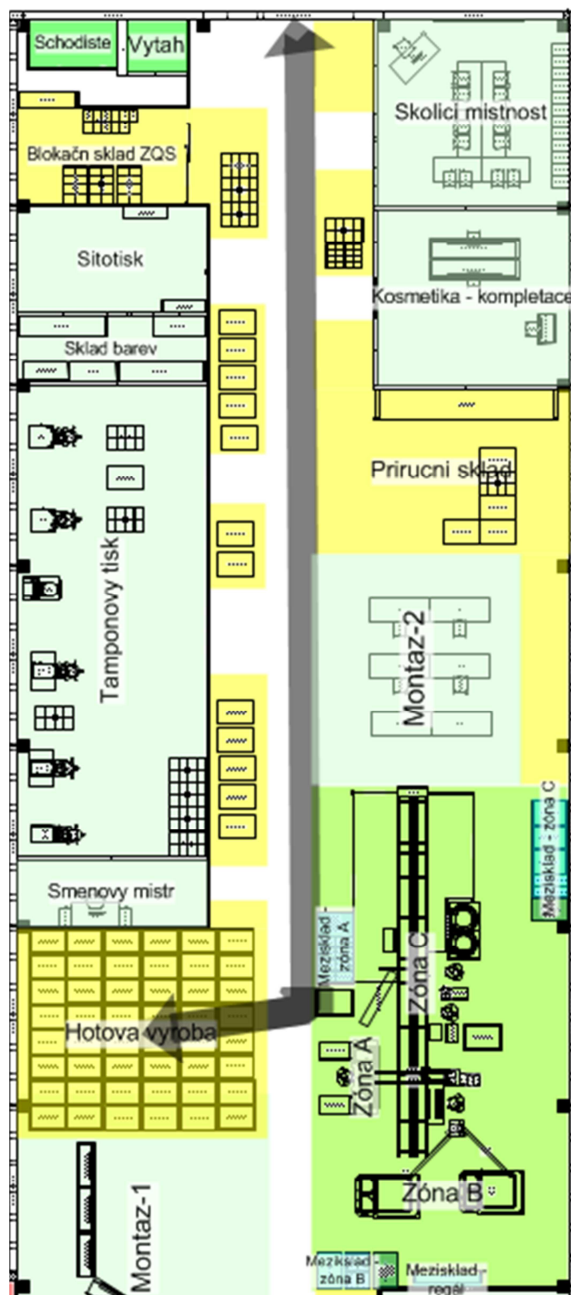 Schodiste
Vytah
Skolici mistnost
Blokačn sklad ZQS
Sitotisk
Kosmetika - kompletace
Sklad barev
Prirucni sklad
Tamponovy tisk
Montaz-2
Mezisklad - zóna C
Smenovy mistr
Mezisklad -
zóna A
Zóna C
Hotova vyroba
Zóna A
Zóna B
Montaz-1
Mezisklad -
zóna B
Mezisklad -
regál